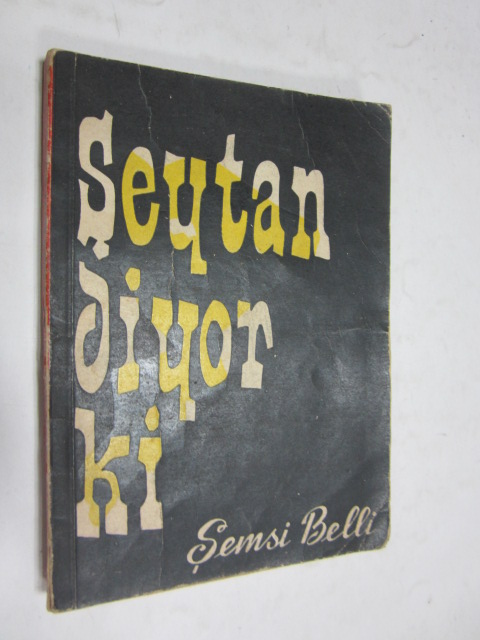 Şeytan
diyor
ki
Şemsi Belli